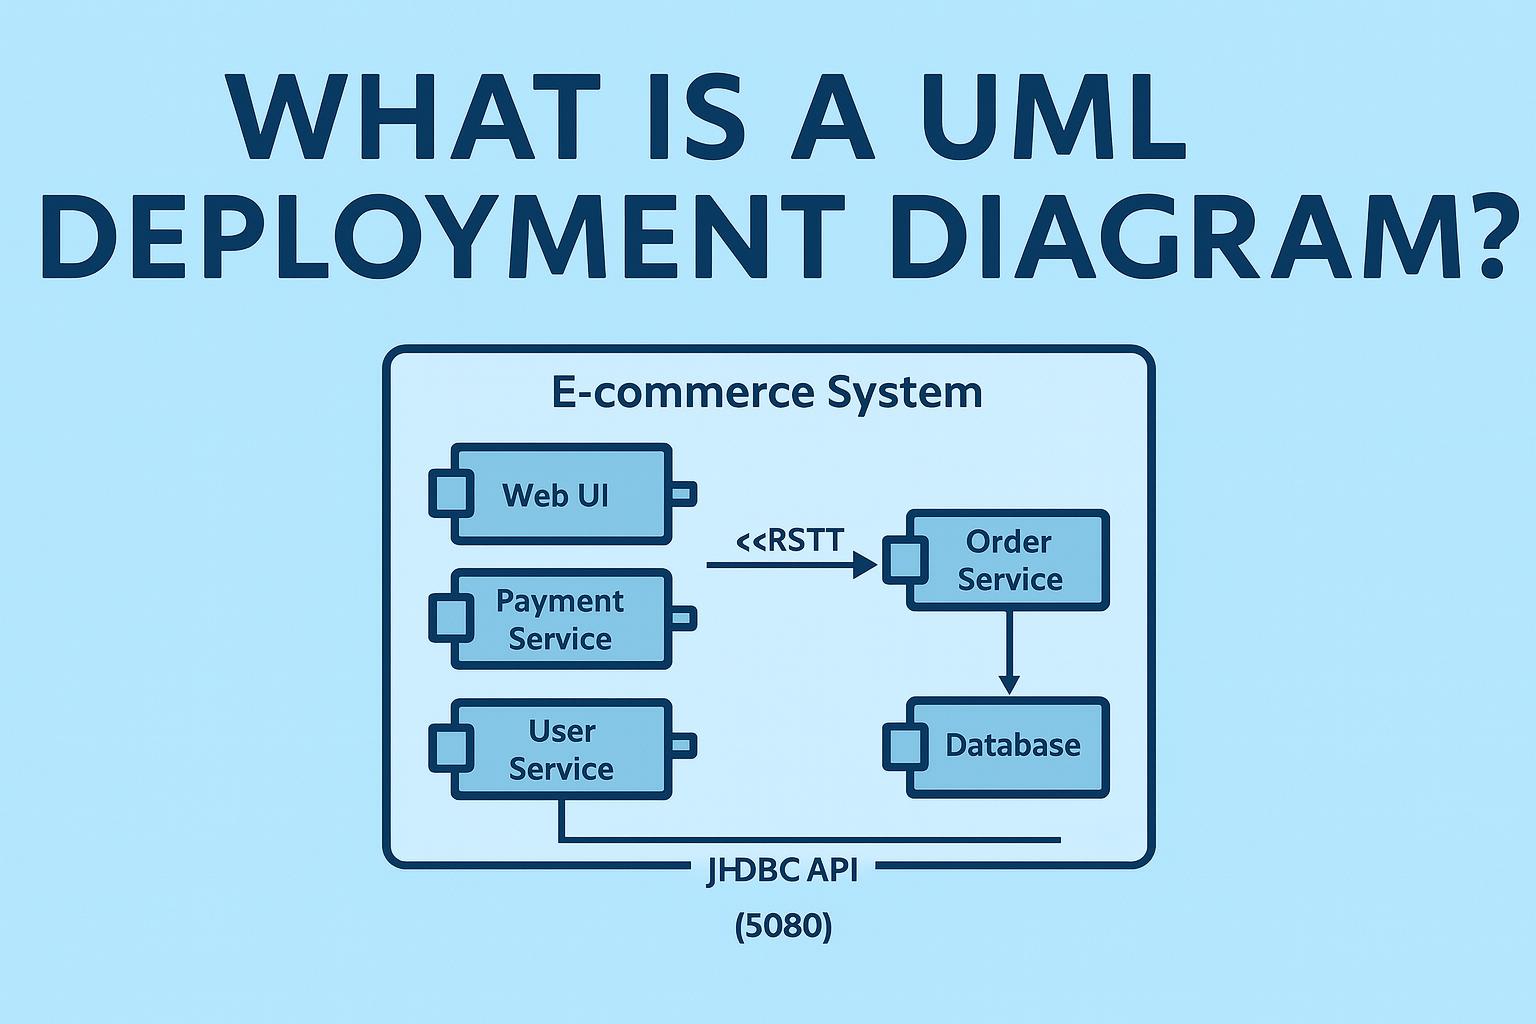 WHAT IS A UML
DEPLOYMENT DIAGRAM?
E-commerce System
Web UI
<<RSTT
Order
Service
Payment
Service
User
Service
Database
JHDBC API
(5080)